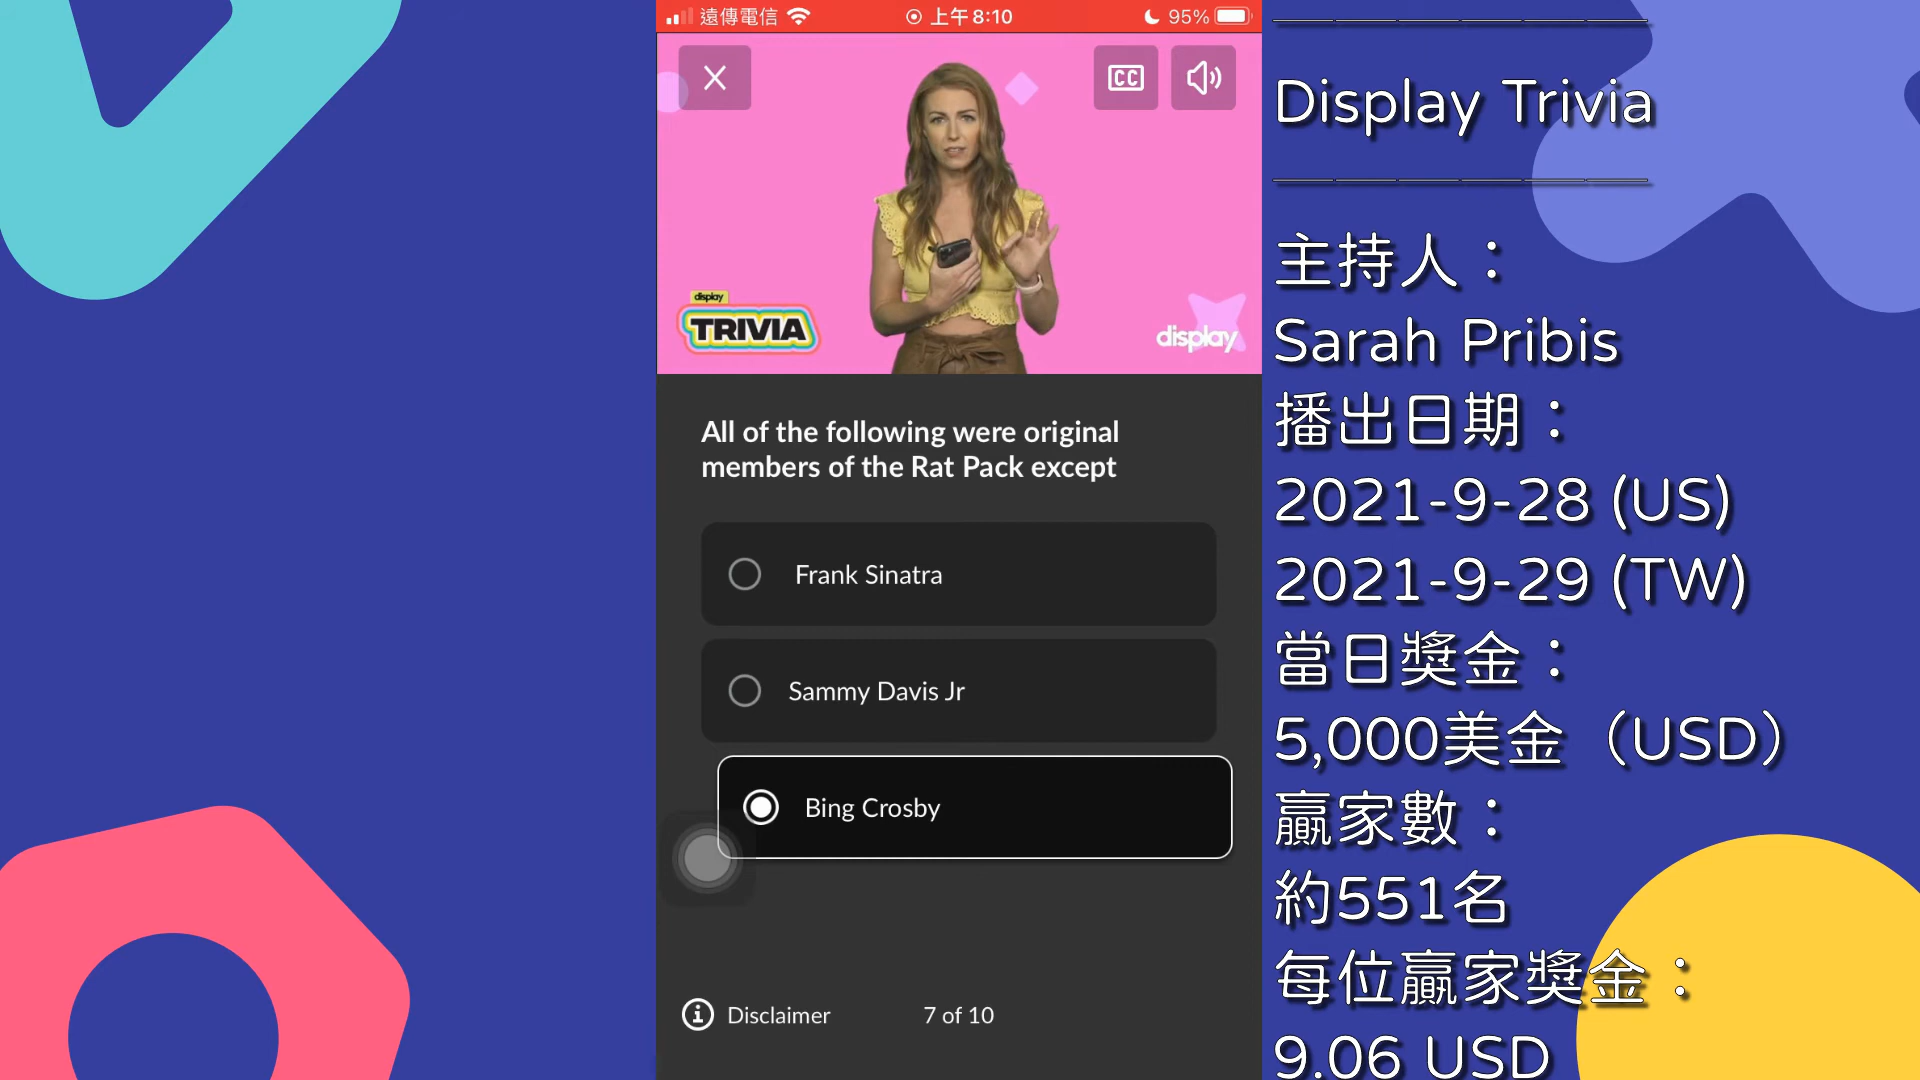 遠傳電信
上午8:10
95%
CC
display
TRIVIA
display
All of the following were original
members of the Rat Pack except
Frank Sinatra
Sammy Davis Jr
Bing Crosby
Disclaimer
7 of 10
Display Trivia
主持人：
Sarah Pribis
播出日期：
2021-9-28 (US)
2021-9-29 (TW)
當日獎金：
5,000美金（USD）
贏家數：
約551名
每位贏家獎金：
9.06 USD